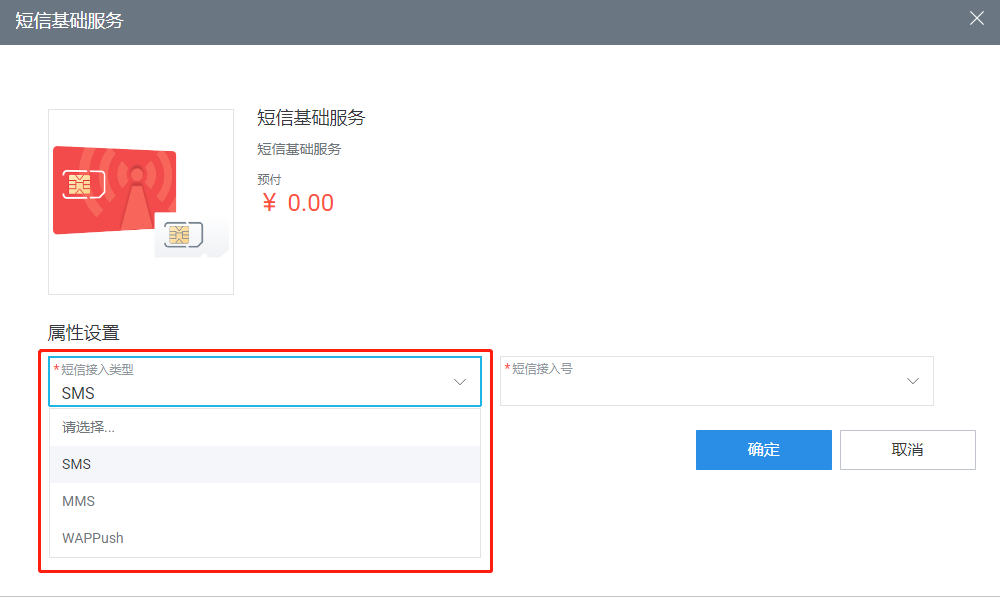 短信基础服务
短信基础服务
短信基础服务
预付
¥ 0.00
属性设置
*短信接入类型
SMS
请选择...
SMS
MMS
WAPPush
*短信接入号
确定
取消